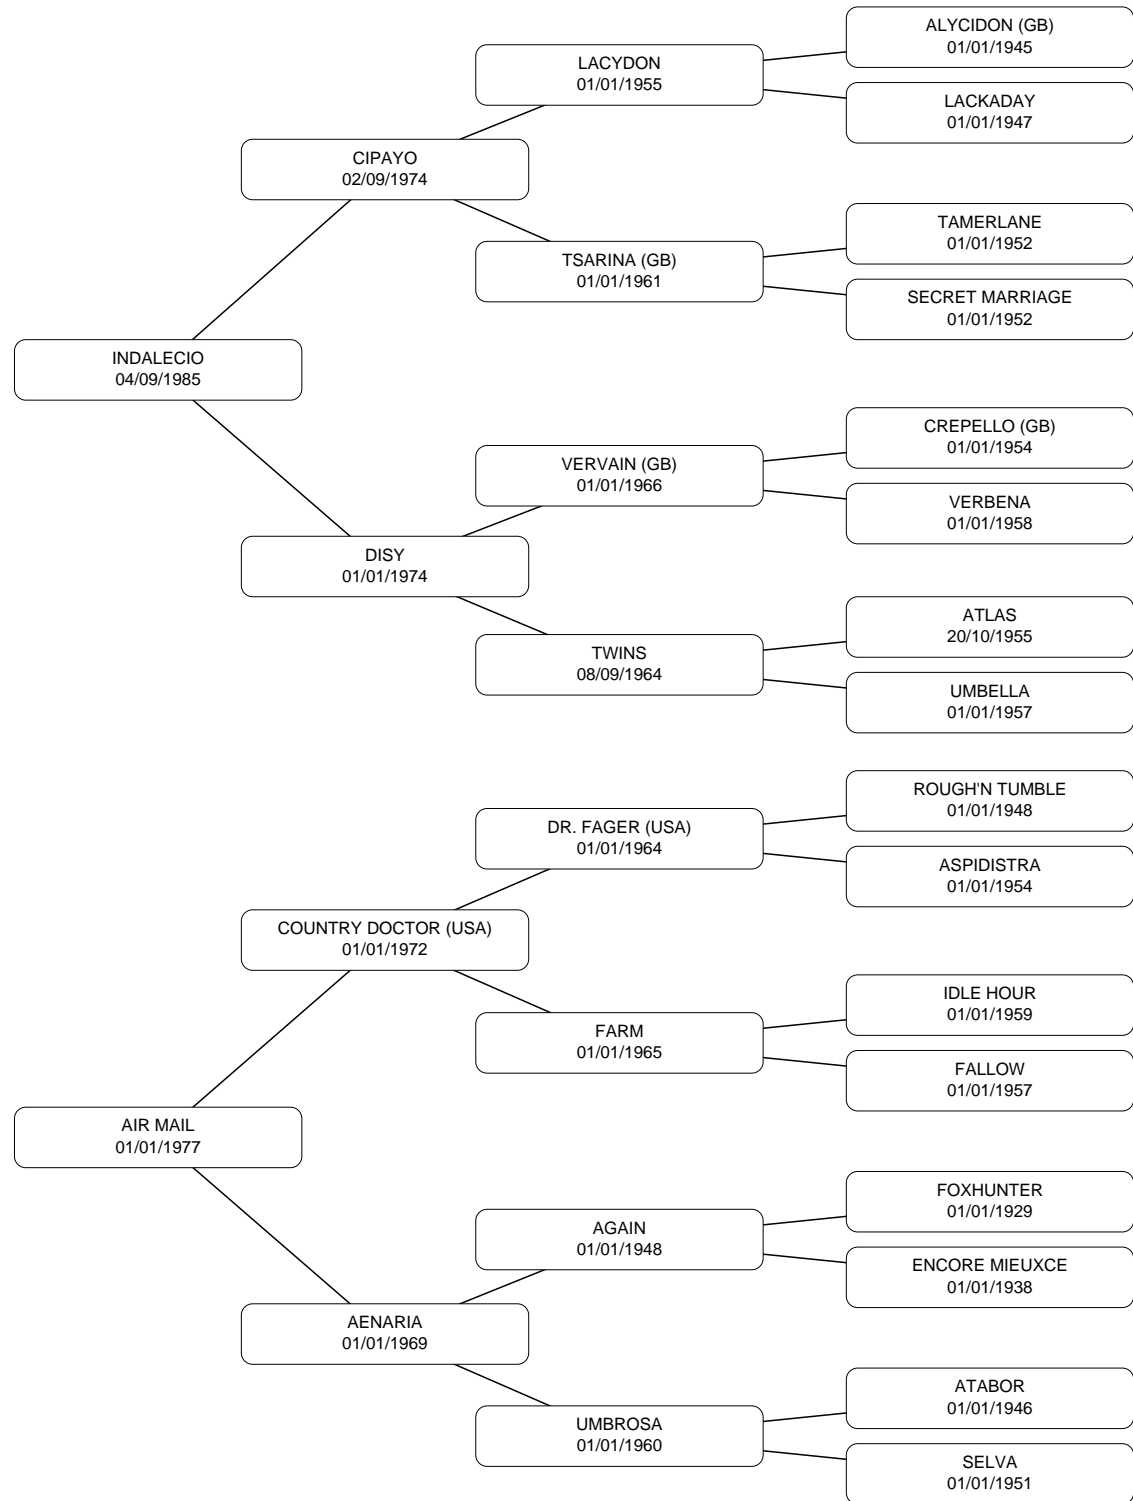 ALYCIDON (GB)
01/01/1945
LACYDON
01/01/1955
LACKADAY
01/01/1947
CIPAYO
02/09/1974
TAMERLANE
01/01/1952
TSARINA (GB)
01/01/1961
SECRET MARRIAGE
01/01/1952
INDALECIO
04/09/1985
CREPELLO (GB)
01/01/1954
VERVAIN (GB)
01/01/1966
VERBENA
01/01/1958
DISY
01/01/1974
ATLAS
20/10/1955
TWINS
08/09/1964
UMBELLA
01/01/1957
ROUGH'N TUMBLE
01/01/1948
DR. FAGER (USA)
01/01/1964
ASPIDISTRA
01/01/1954
COUNTRY DOCTOR (USA)
01/01/1972
IDLE HOUR
01/01/1959
FARM
01/01/1965
FALLOW
01/01/1957
AIR MAIL
01/01/1977
FOXHUNTER
01/01/1929
AGAIN
01/01/1948
ENCORE MIEUXCE
01/01/1938
AENARIA
01/01/1969
ATABOR
01/01/1946
UMBROSA
01/01/1960
SELVA
01/01/1951